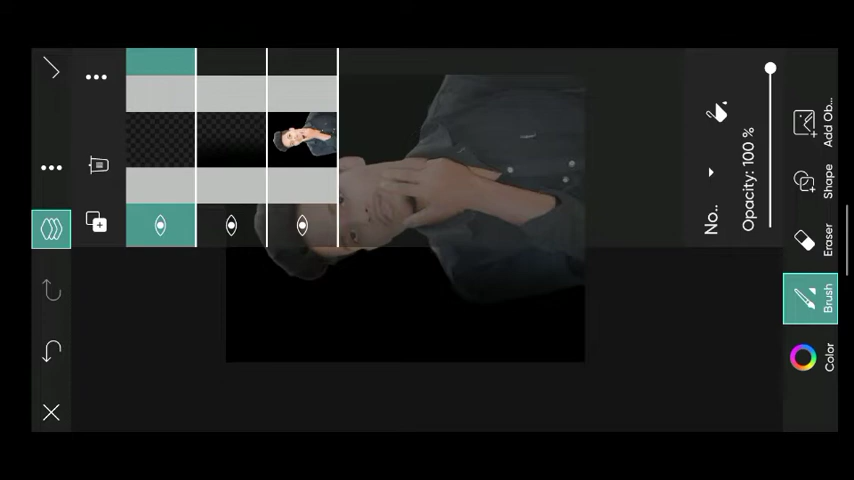 Add Ob...
Shape
Eraser
Brush
Color
No..
Opacity: 100 %